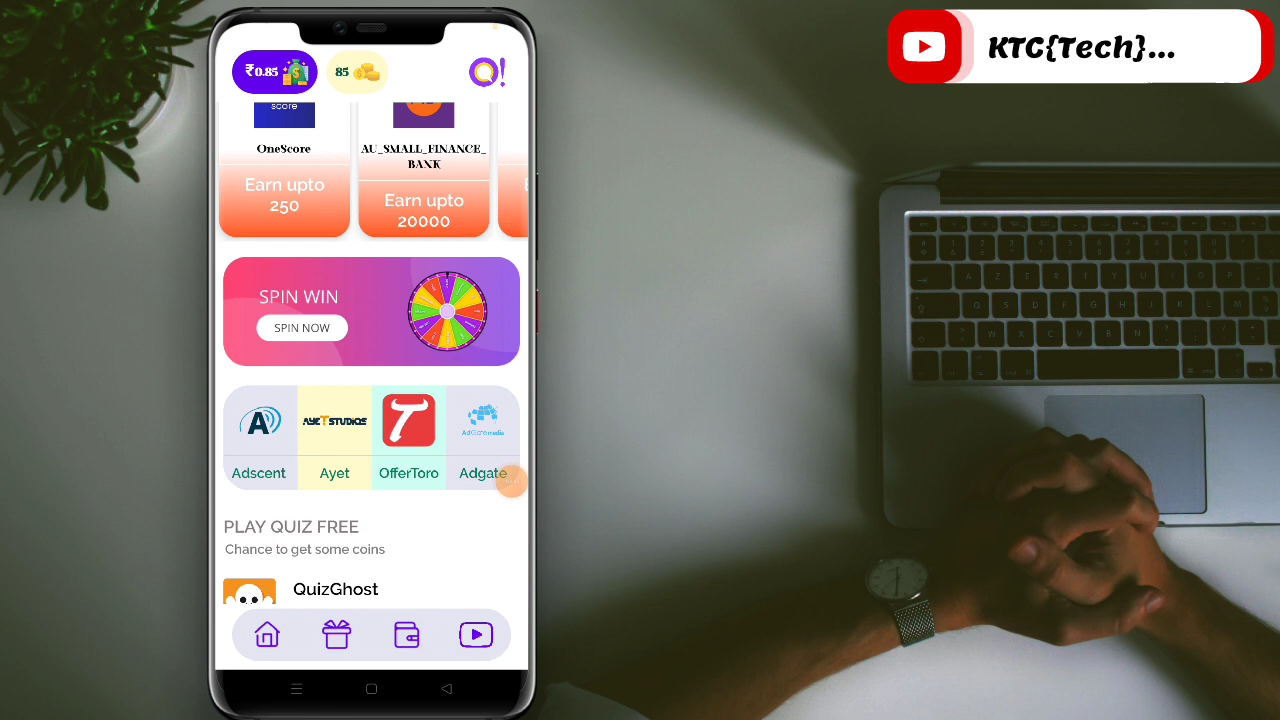 KTC{Tech}...
₹0.85
85
score
OneScore
Earn upto
250
AU_SMALL_FINANCE_
BANK
Earn upto
20000
SPIN WIN
SPIN NOW
AYET STUDIOS
AdGatemedia
Adscent
Ayet
OfferToro
Adgate
PLAY QUIZ FREE
Chance to get some coins
QuizGhost